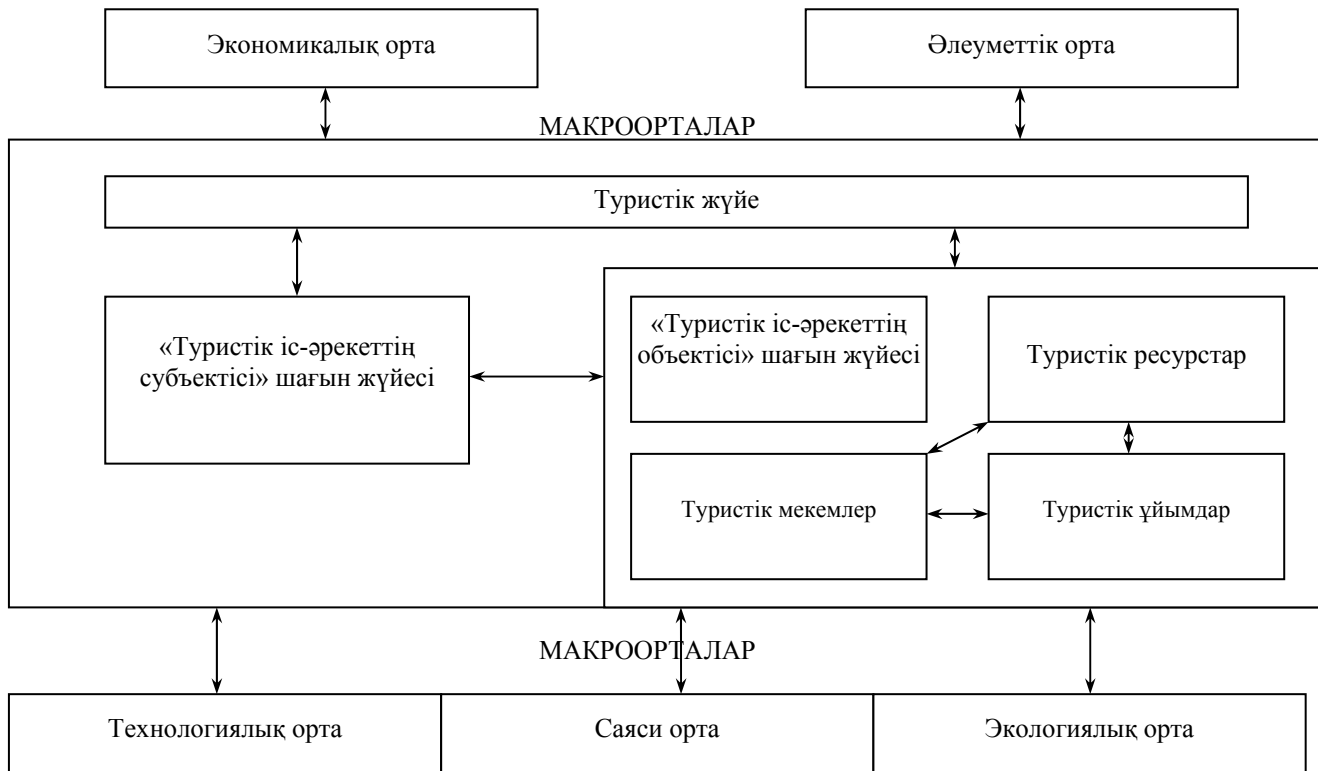 Экономикалық орта
Әлеуметтік орта
МАКРООРТАЛАР
Туристік жүйе
«Туристік іс-әрекеттің
субъектісі» шағын жүйесі
«Туристік іс-әрекеттің
объектісі» шағын жүйесі
Туристік ресурстар
Туристік мекемлер
Туристік ұйымдар
МАКРООРТАЛАР
Технологиялық орта
Саяси орта
Экологиялық орта